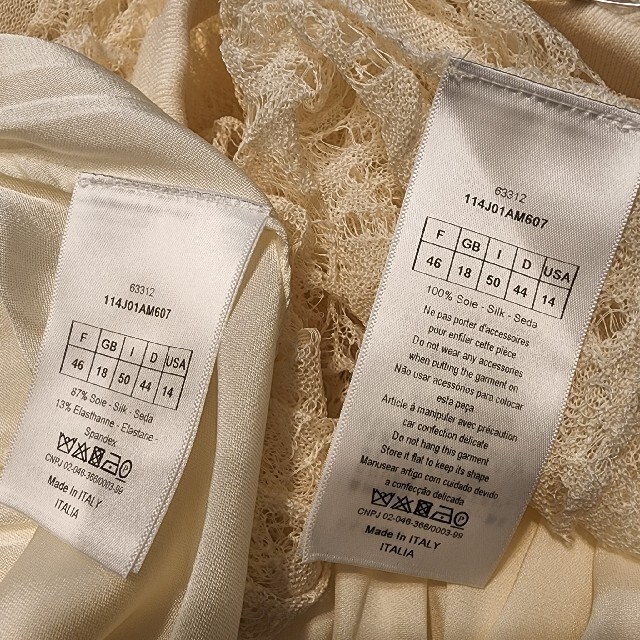 63312
114J01AM607
F GB I D USA
46 18 50 44 14
87% Soie - Silk - Seda
13% Elasthanne - Elastane -
Spandex
CNPJ 02-046-366/0003-99
Made In ITALY
ITALIA
63312
114J01AM607
F GB I D USA
46 18 50 44 14
100% Soie - Silk - Seda
Ne pas porter d'accessoires
pour enfiler cette pièce
Do not wear any accessories
when putting the garment on
Não usar acessórios para colocar
esta peça
Article à manipuler avec précaution
car confection délicate
Do not hang this garment
Store it flat to keep its shape
Manusear artigo com cuidado devido
a confecção delicado
CNPJ 02-046-366/0003-99
Made In ITALY
ITALIA